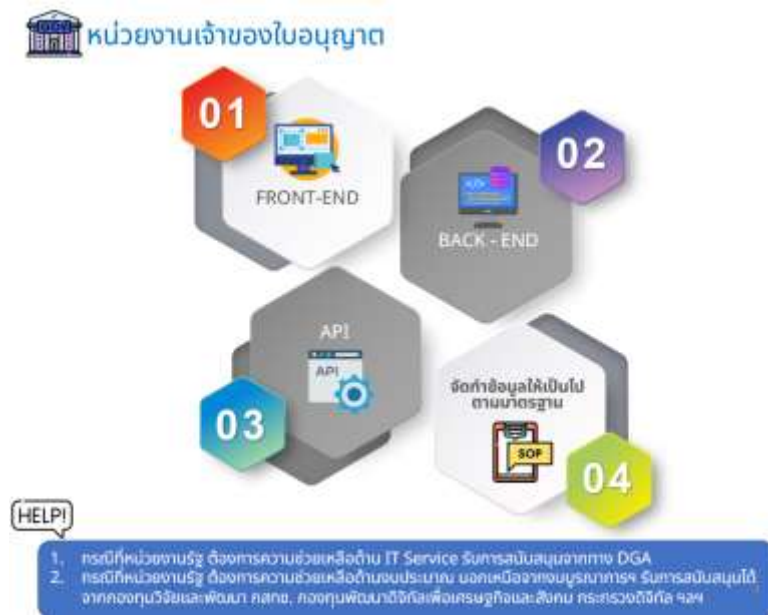 หน่วยงานเจ้าของใบอนุญาต
01
FRONT-END
02
BACK - END
API
API
03
จัดทำข้อมูลให้เป็นไป
ตามมาตรฐาน
SOP
04
HELP!
1. กรณีที่หน่วยงานรัฐ ต้องการความช่วยเหลือด้าน IT Service รับการสนับสนุนจากทาง DGA
2. กรณีที่หน่วยงานรัฐ ต้องการความช่วยเหลือด้านงบประมาณ นอกเหนือจากงบบูรณาการฯ รับการสนับสนุนได้
จากกองทุนวิจัยและพัฒนา กสทช. กองทุนพัฒนาดิจิทัลเพื่อเศรษฐกิจและสังคม กระทรวงดิจิทัล ฯลฯ